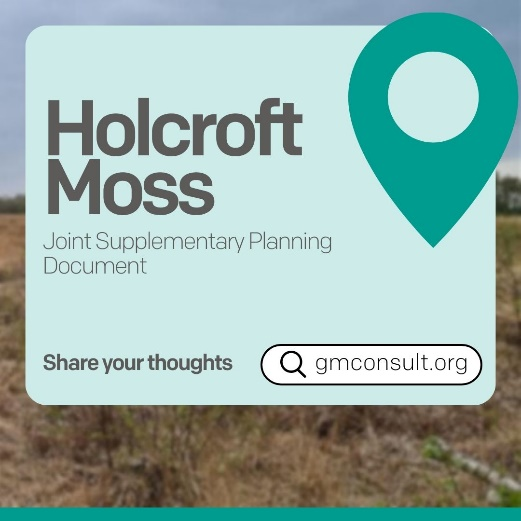 Holcroft
Moss
Joint Supplementary Planning
Document
Share your thoughts
gmconsult.org